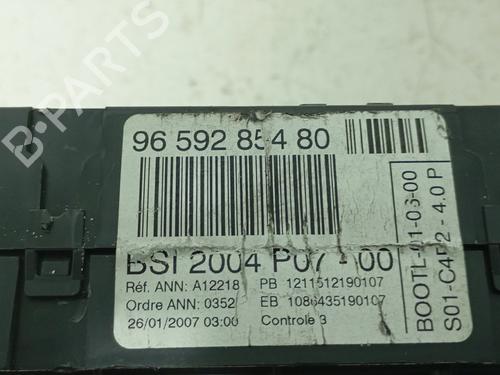 96 592 854 80
BSI 2004 P07 - 00
Réf. ANN: A12218 PB 1211512190107
Ordre ANN: 0352 EB 1086435190107
26/01/2007 03:00 Controle 3
BOOTL-01-03-00
S01-C4P2 - 4.0 P